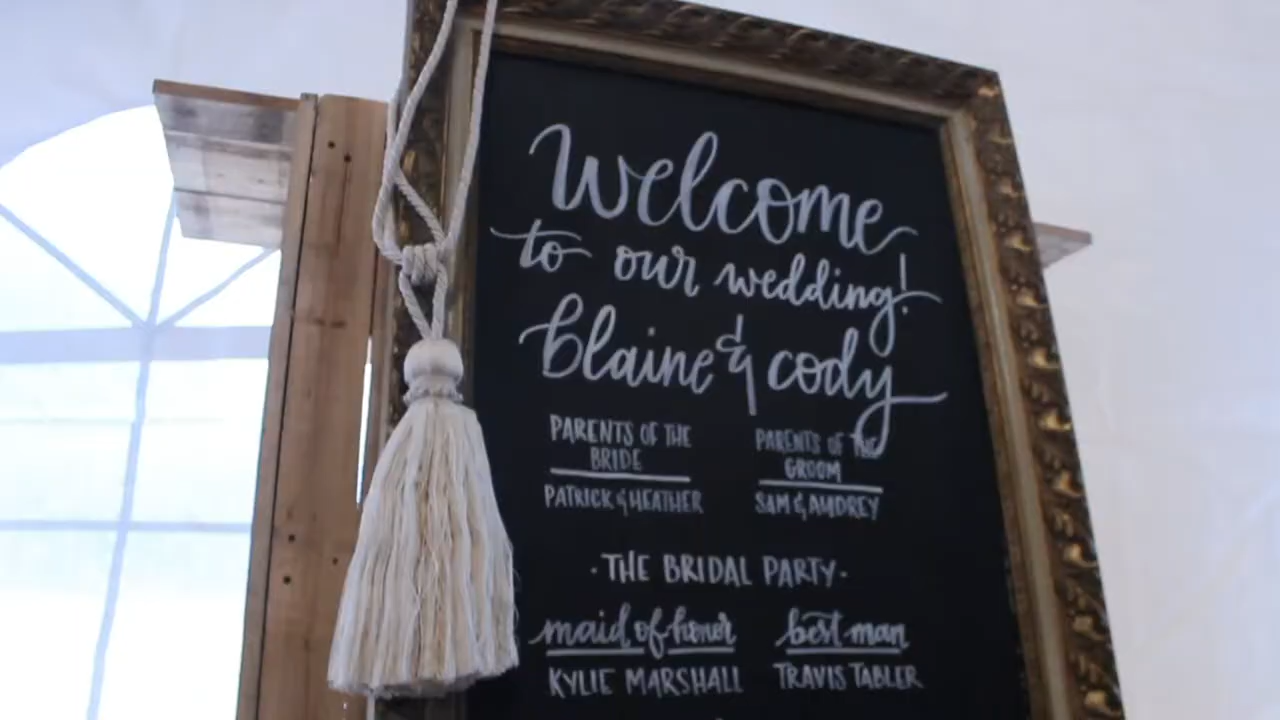 Welcome
to our wedding!
blaine & cody
PARENTS OF THE
BRIDE
PATRICK & HEATHER
PARENTS OF THE
GROOM
SAM & AUDREY
·THE BRIDAL PARTY·
maid of honor
KYLIE MARSHALL
best man
TRAVIS TABLER